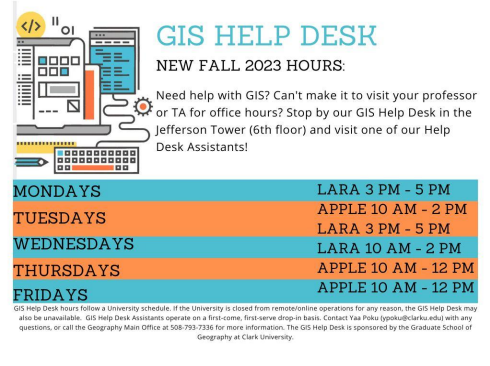 </>
GIS HELP DESK
NEW FALL 2023 HOURS:
Need help with GIS? Can't make it to visit your professor
or TA for office hours? Stop by our GIS Help Desk in the
Jefferson Tower (6th floor) and visit one of our Help
Desk Assistants!
MONDAYS LARA 3 PM - 5 PM
TUESDAYS APPLE 10 AM - 2 PM
LARA 3 PM - 5 PM
WEDNESDAYS LARA 10 AM - 2 PM
THURSDAYS APPLE 10 AM - 12 PM
FRIDAYS APPLE 10 AM - 12 PM
GIS Help Desk hours follow a University schedule. If the University is closed from remote/online operations for any reason, the GIS Help Desk may
also be unavailable. GIS Help Desk Assistants operate on a first-come, first-serve drop-in basis. Contact Yaa Poku (ypoku@clarku.edu) with any
questions, or call the Geography Main Office at 508-793-7336 for more information. The GIS Help Desk is sponsored by the Graduate School of
Geography at Clark University.